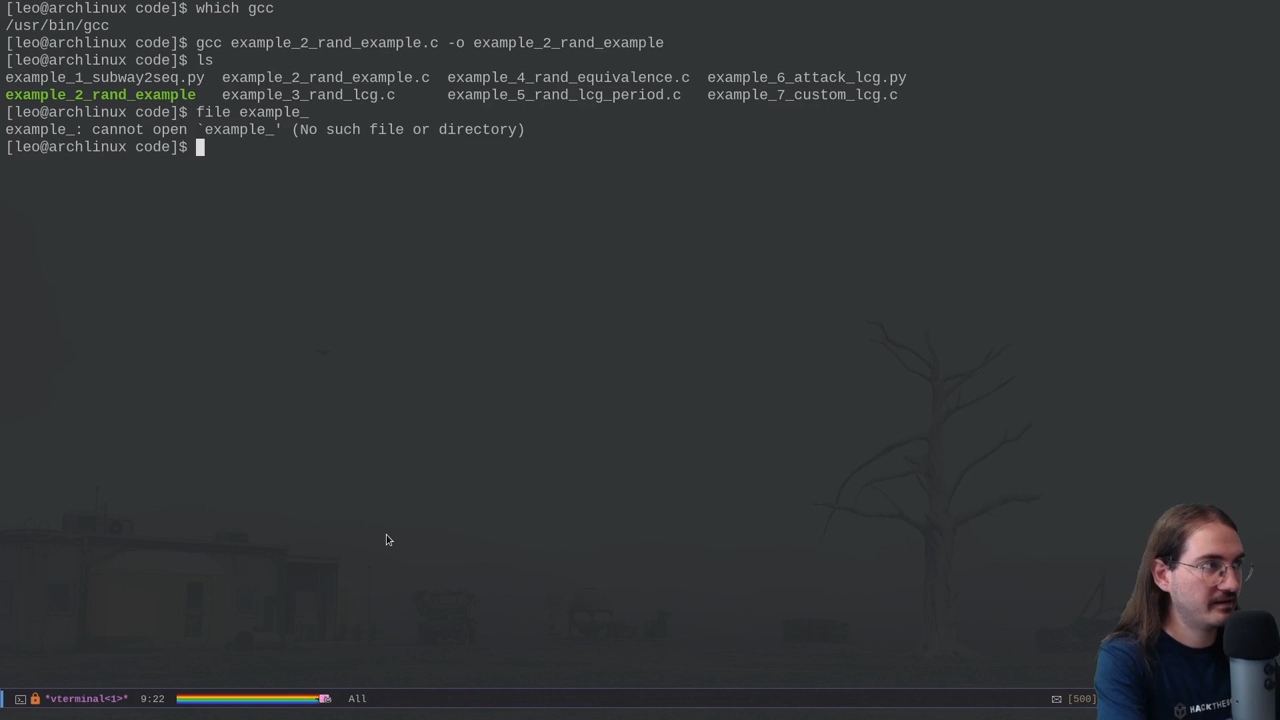 [leo@archlinux code]$ which gcc
/usr/bin/gcc
[leo@archlinux code]$ gcc example_2_rand_example.c -o example_2_rand_example
[leo@archlinux code]$ ls
example_1_subway2seq.py  example_2_rand_example.c  example_4_rand_equivalence.c  example_6_attack_lcg.py
example_2_rand_example   example_3_rand_lcg.c      example_5_rand_lcg_period.c   example_7_custom_lcg.c
[leo@archlinux code]$ file example_
example_: cannot open `example_' (No such file or directory)
[leo@archlinux code]$
*vterminal<1>*  9:22  All  [500]